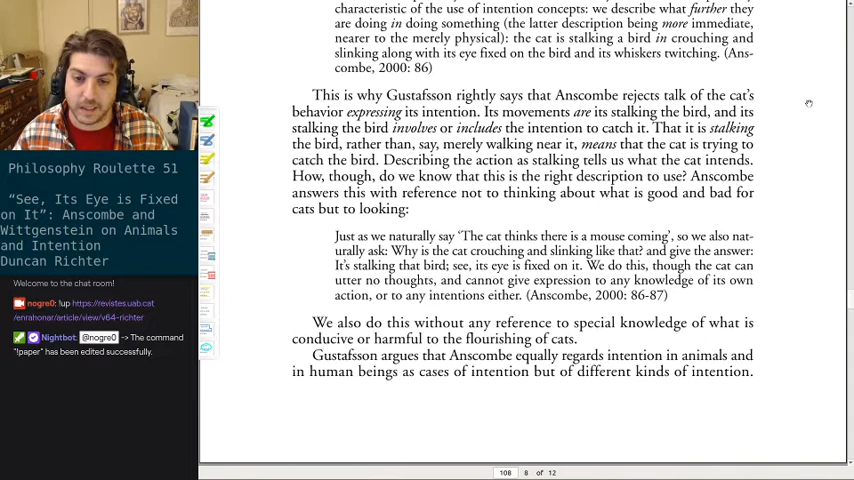 Philosophy Roulette 51
“See, Its Eye is Fixed
on It”: Anscombe and
Wittgenstein on Animals
and Intention
Duncan Richter
Welcome to the chat room!
nogre0: !up https://revistes.uab.cat
/enrahonar/article/view/v64-richter
Nightbot: @nogre0 -> The command
"!paper" has been edited successfully.
characteristic of the use of intention concepts: we describe what further they
are doing in doing something (the latter description being more immediate,
nearer to the merely physical): the cat is stalking a bird in crouching and
slinking along with its eye fixed on the bird and its whiskers twitching. (Ans-
combe, 2000: 86)
This is why Gustafsson rightly says that Anscombe rejects talk of the cat’s
behavior expressing its intention. Its movements are its stalking the bird, and its
stalking the bird involves or includes the intention to catch it. That it is stalking
the bird, rather than, say, merely walking near it, means that the cat is trying to
catch the bird. Describing the action as stalking tells us what the cat intends.
How, though, do we know that this is the right description to use? Anscombe
answers this with reference not to thinking about what is good and bad for
cats but to looking:
Just as we naturally say ‘The cat thinks there is a mouse coming’, so we also nat-
urally ask: Why is the cat crouching and slinking like that? and give the answer:
It’s stalking that bird; see, its eye is fixed on it. We do this, though the cat can
utter no thoughts, and cannot give expression to any knowledge of its own
action, or to any intentions either. (Anscombe, 2000: 86-87)
We also do this without any reference to special knowledge of what is
conducive or harmful to the flourishing of cats.
Gustafsson argues that Anscombe equally regards intention in animals and
in human beings as cases of intention but of different kinds of intention.
108 8 of 12